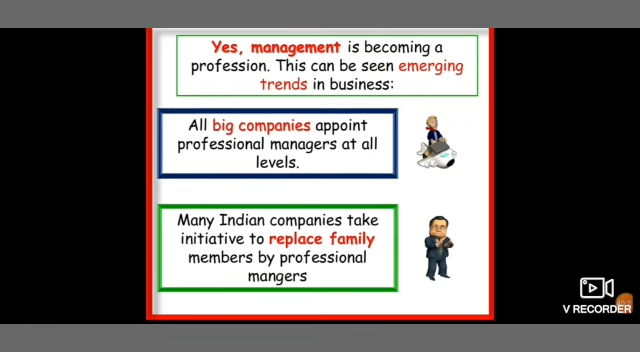 Yes, management is becoming a
profession. This can be seen emerging
trends in business:
All big companies appoint
professional managers at all
levels.
Many Indian companies take
initiative to replace family
members by professional
mangers
V RECORDER